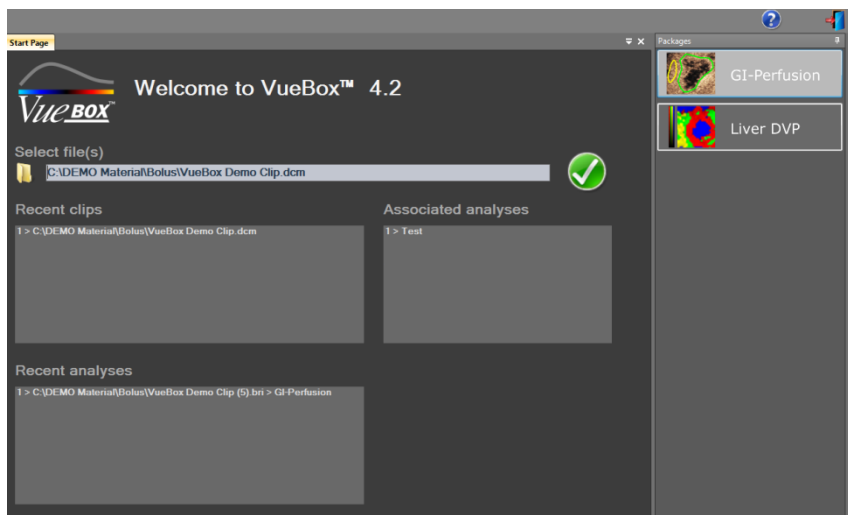 ?
Start Page
Packages
Welcome to VueBox™ 4.2
VUEBOX™
GI-Perfusion
Liver DVP
Select file(s)
C:\DEMO Material\Bolus\VueBox Demo Clip.dcm
Recent clips
Associated analyses
1 > C:\DEMO Material\Bolus\VueBox Demo Clip.dcm
1 > Test
Recent analyses
1 > C:\DEMO Material\Bolus\VueBox Demo Clip (5).bri > GI-Perfusion